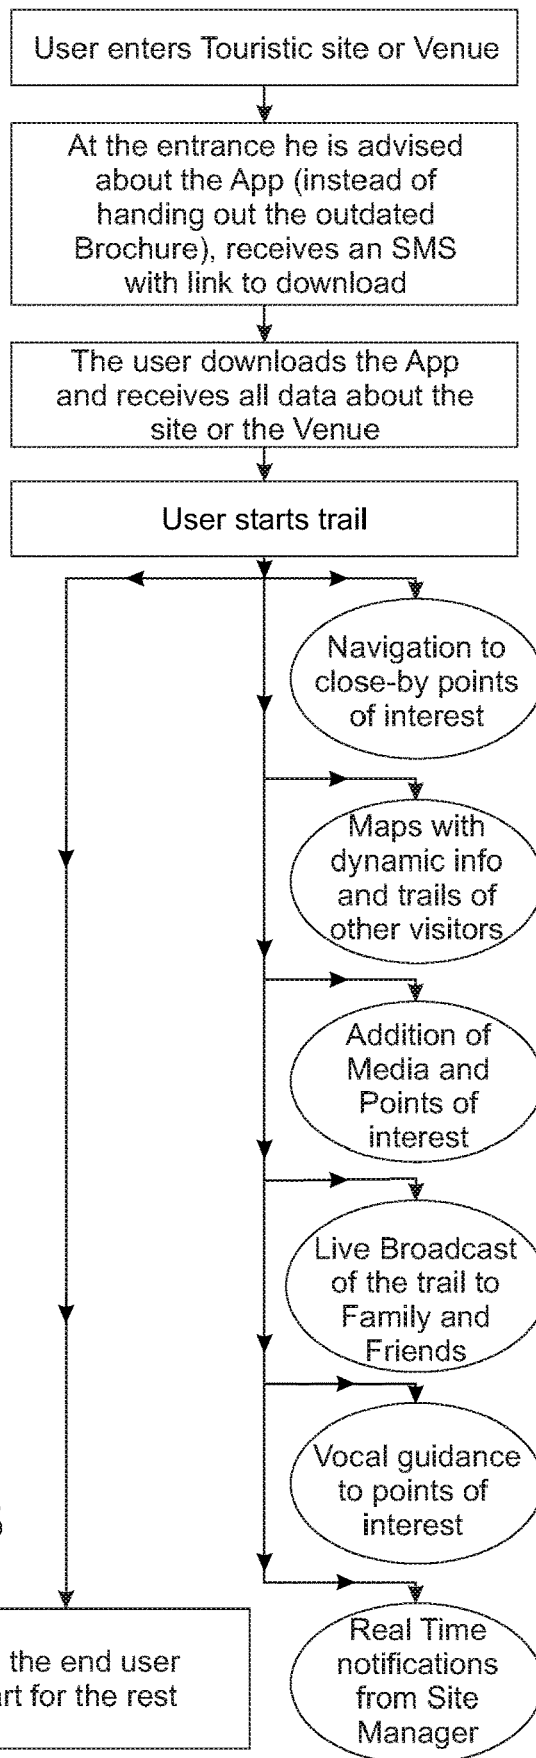 User enters Touristic site or Venue
At the entrance he is advised
about the App (instead of
handing out the outdated
Brochure), receives an SMS
with link to download
The user downloads the App
and receives all data about the
site or the Venue
User starts trail
Navigation to
close-by points
of interest
Maps with
dynamic info
and trails of
other visitors
Addition of
Media and
Points of
interest
Live Broadcast
of the trail to
Family and
Friends
Vocal guidance
to points of
interest
Real Time
notifications
from Site
Manager
the end user
art for the rest